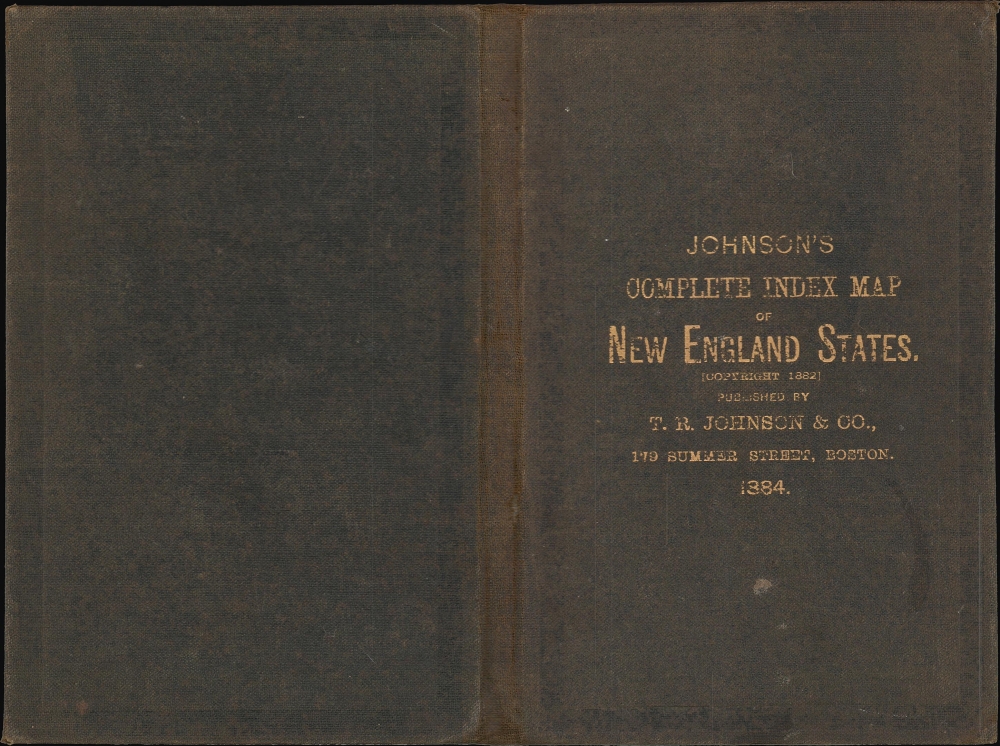 JOHNSON'S
COMPLETE INDEX MAP
OF
NEW ENGLAND STATES.
[COPYRIGHT 1882]
PUBLISHED BY
T. R. JOHNSON & CO.,
179 SUMMER STREET, BOSTON.
1884.